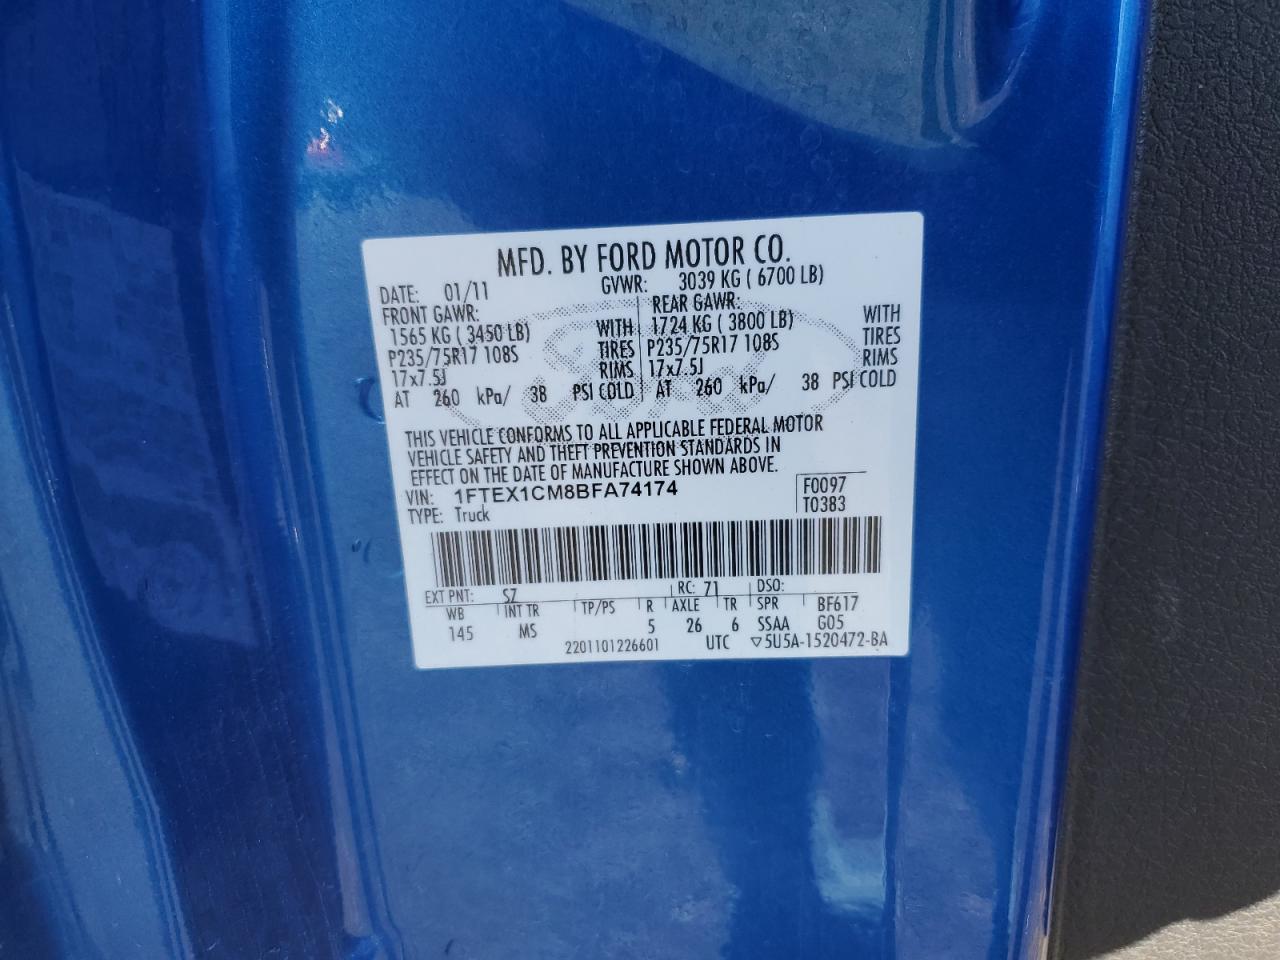 MFD. BY FORD MOTOR CO.
DATE: 01/11 GVWR: 3039 KG ( 6700 LB)
FRONT GAWR: REAR GAWR:
1565 KG ( 3450 LB) WITH 1724 KG ( 3800 LB) WITH
P235/75R17 108S TIRES P235/75R17 108S TIRES
17x7.5J RIMS 17x7.5J RIMS
AT 260 kPa/ 38 PSI COLD AT 260 kPa/ 38 PSI COLD
THIS VEHICLE CONFORMS TO ALL APPLICABLE FEDERAL MOTOR
VEHICLE SAFETY AND THEFT PREVENTION STANDARDS IN
EFFECT ON THE DATE OF MANUFACTURE SHOWN ABOVE.
VIN: 1FTEX1CM8BFA74174 F0097
TYPE: Truck T0383
EXT PNT: SZ RC: 71 DSO:
WB INT TR TP/PS R AXLE TR SPR BF617
145 MS 5 26 6 SSAA G05
2201101226601 UTC ▽5U5A-1520472-BA